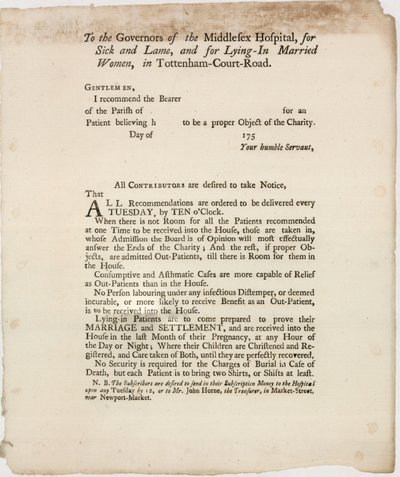 To the Governors of the Middleſex Hoſpital, for
Sick and Lame, and for Lying-In Married
Women, in Tottenham-Court-Road.
GENTLEMEN,
I recommend the Bearer
of the Pariſh of for an
Patient believing h to be a proper Object of the Charity.
Day of 175
Your humble Servant,
All CONTRIBUTORS are deſired to take Notice,
That
ALL Recommendations are ordered to be delivered every
TUESDAY, by TEN o'Clock.
When there is not Room for all the Patients recommended
at one Time to be received into the Houſe, thoſe are taken in,
whoſe Admiſſion the Board is of Opinion will moſt effectually
anſwer the Ends of the Charity; And the reſt, if proper Ob-
jects, are admitted Out-Patients, till there is Room for them in
the Houſe.
Conſumptive and Aſthmatic Caſes are more capable of Relief
as Out-Patients than in the Houſe.
No Perſon labouring under any infectious Diſtemper, or deemed
incurable, or more likely to receive Benefit as an Out-Patient,
is to be received into the Houſe.
Lying-in Patients are to come prepared to prove their
MARRIAGE and SETTLEMENT, and are received into the
Houſe in the laſt Month of their Pregnancy, at any Hour of
the Day or Night; Where their Children are Chriſtened and Re-
giſtered, and Care taken of Both, until they are perfectly recovered.
No Security is required for the Charges of Burial in Caſe of
Death, but each Patient is to bring two Shirts, or Shifts at leaſt.
N. B. The Subſcribers are deſired to ſend in their Subſcription Money to the Hoſpital
upon any Tueſday by 12, or to Mr. John Horne, the Treaſurer, in Market-Street,
near Newport-Market.